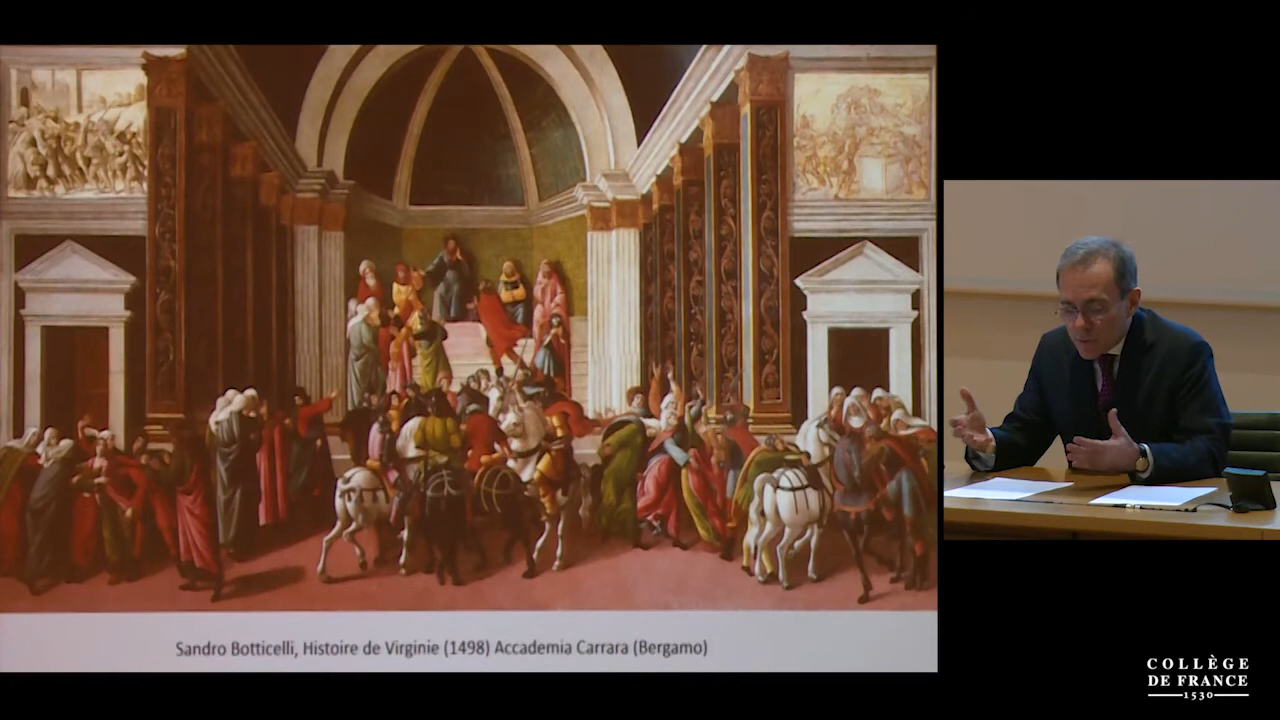 Sandro Botticelli, Histoire de Virginie (1498) Accademia Carrara (Bergamo)
COLLÈGE
DE FRANCE
1530